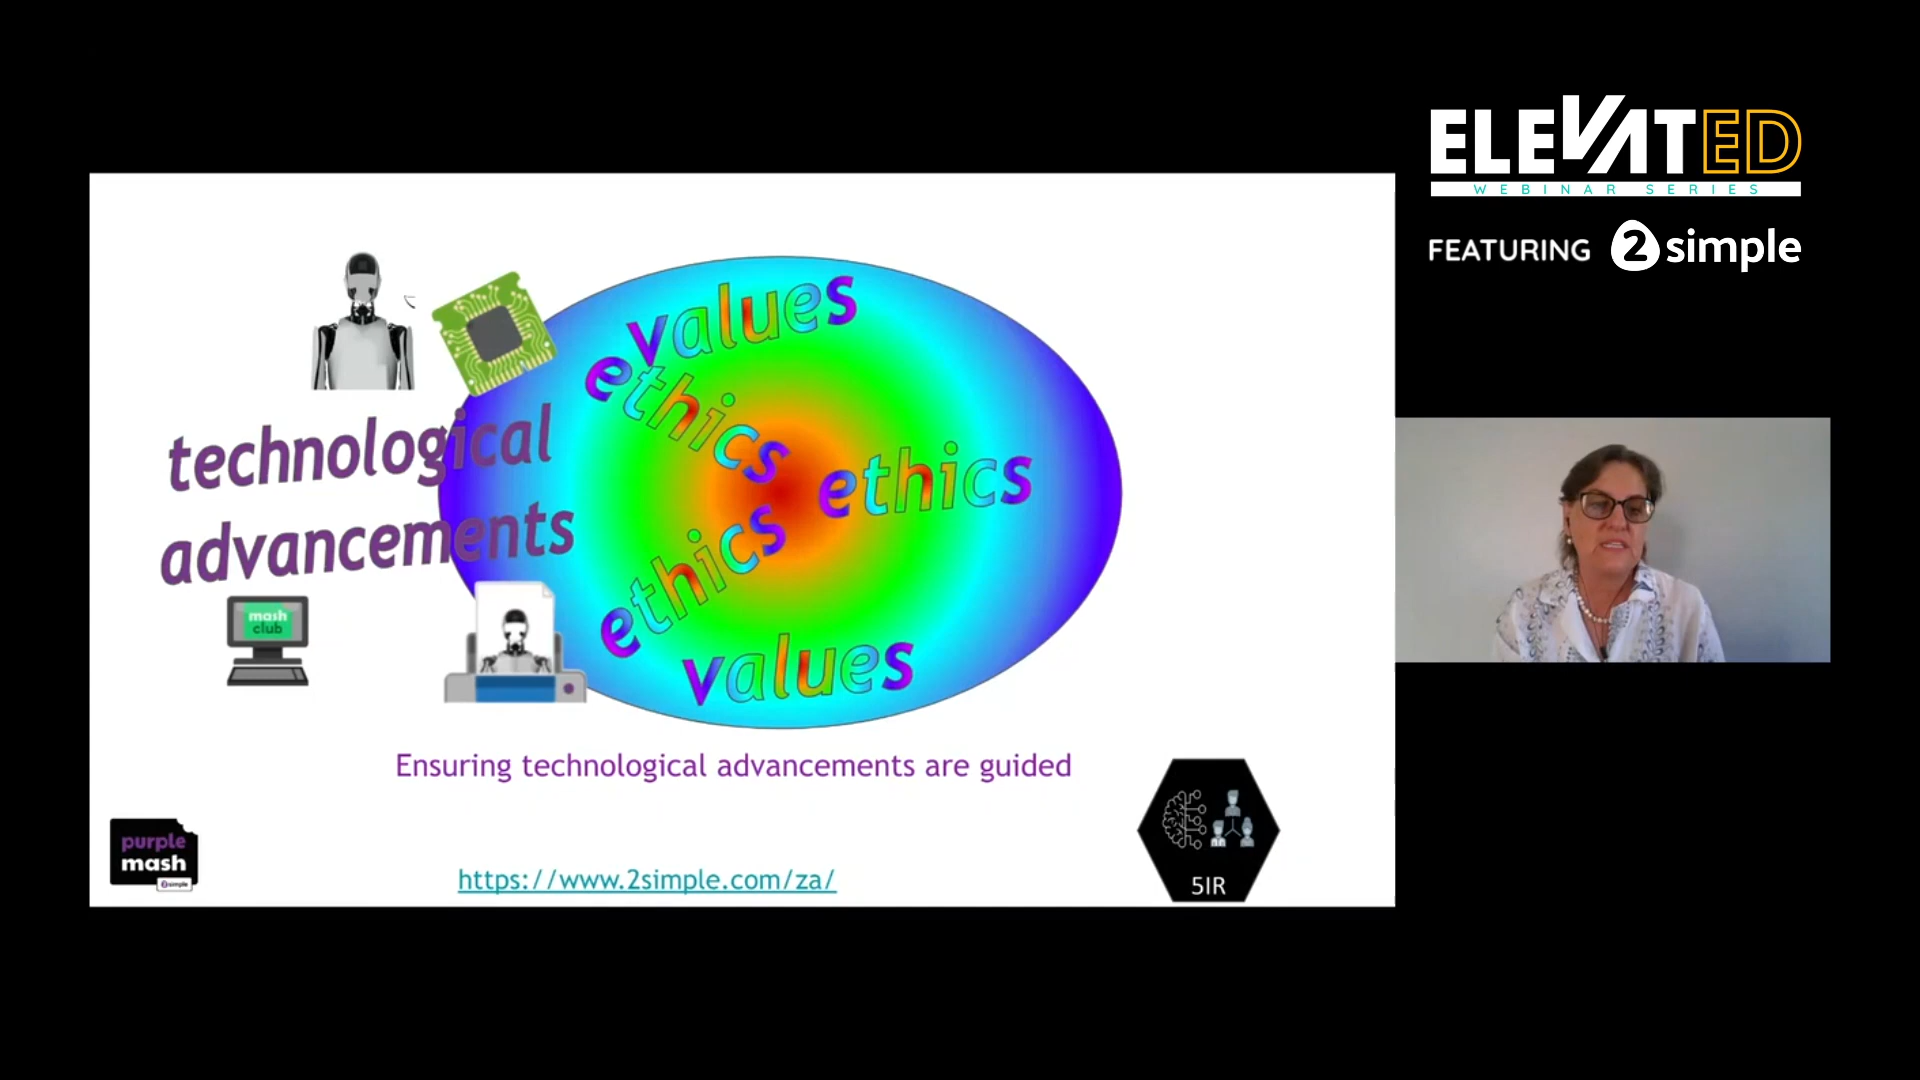 ELEVATED
WEBINAR SERIES
FEATURING 2simple
values
ethics
ethics
ethics
values
technological
advancements
mash
club
Ensuring technological advancements are guided
purple
mash
2simple
https://www.2simple.com/za/
5IR